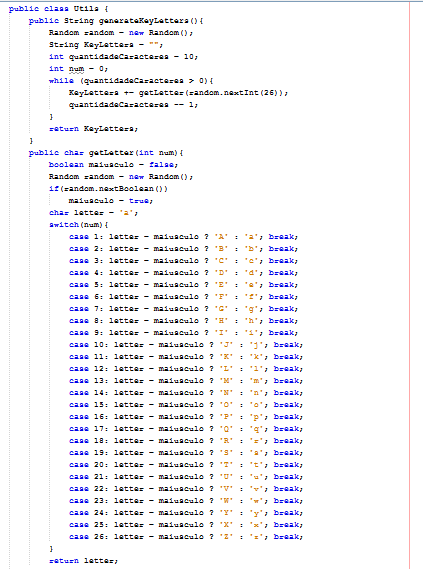 public class Utils {
public String generateKeyLetters(){
Random random = new Random();
String KeyLetters = "";
int quantidadeCaracteres = 10;
int num = 0;
while (quantidadeCaracteres > 0){
KeyLetters += getLetter(random.nextInt(26));
quantidadeCaracteres -= 1;
}
return KeyLetters;
}
public char getLetter(int num){
boolean maiusculo = false;
Random random = new Random();
if(random.nextBoolean())
maiusculo = true;
char letter = 'a';
switch(num){
case 1: letter = maiusculo ? 'A' : 'a'; break;
case 2: letter = maiusculo ? 'B' : 'b'; break;
case 3: letter = maiusculo ? 'C' : 'c'; break;
case 4: letter = maiusculo ? 'D' : 'd'; break;
case 5: letter = maiusculo ? 'E' : 'e'; break;
case 6: letter = maiusculo ? 'F' : 'f'; break;
case 7: letter = maiusculo ? 'G' : 'g'; break;
case 8: letter = maiusculo ? 'H' : 'h'; break;
case 9: letter = maiusculo ? 'I' : 'i'; break;
case 10: letter = maiusculo ? 'J' : 'j'; break;
case 11: letter = maiusculo ? 'K' : 'k'; break;
case 12: letter = maiusculo ? 'L' : 'l'; break;
case 13: letter = maiusculo ? 'M' : 'm'; break;
case 14: letter = maiusculo ? 'N' : 'n'; break;
case 15: letter = maiusculo ? 'O' : 'o'; break;
case 16: letter = maiusculo ? 'P' : 'p'; break;
case 17: letter = maiusculo ? 'Q' : 'q'; break;
case 18: letter = maiusculo ? 'R' : 'r'; break;
case 19: letter = maiusculo ? 'S' : 's'; break;
case 20: letter = maiusculo ? 'T' : 't'; break;
case 21: letter = maiusculo ? 'U' : 'u'; break;
case 22: letter = maiusculo ? 'V' : 'v'; break;
case 23: letter = maiusculo ? 'W' : 'w'; break;
case 24: letter = maiusculo ? 'Y' : 'y'; break;
case 25: letter = maiusculo ? 'X' : 'x'; break;
case 26: letter = maiusculo ? 'Z' : 'z'; break;
}
return letter;